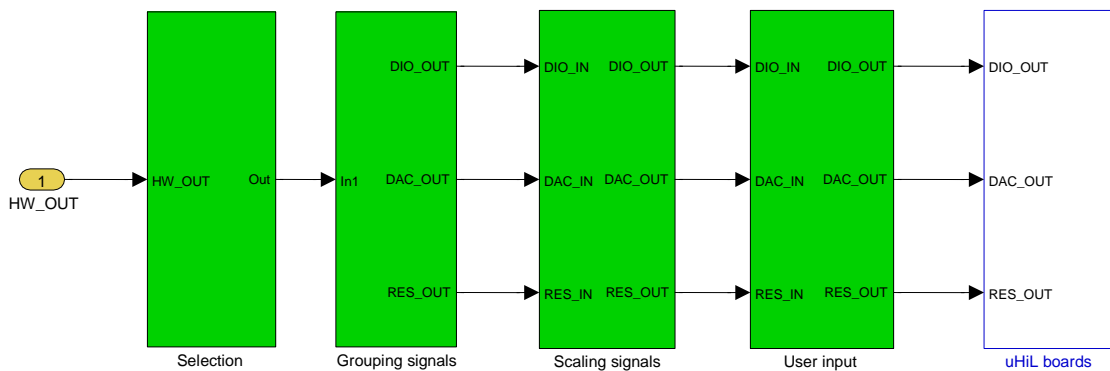 DIO_OUT DIO_IN DIO_OUT DIO_IN DIO_OUT DIO_OUT
1 HW_OUT Out In1 DAC_OUT DAC_IN DAC_OUT DAC_IN DAC_OUT DAC_OUT
HW_OUT
RES_OUT RES_IN RES_OUT RES_IN RES_OUT RES_OUT
Selection Grouping signals Scaling signals User input uHiL boards